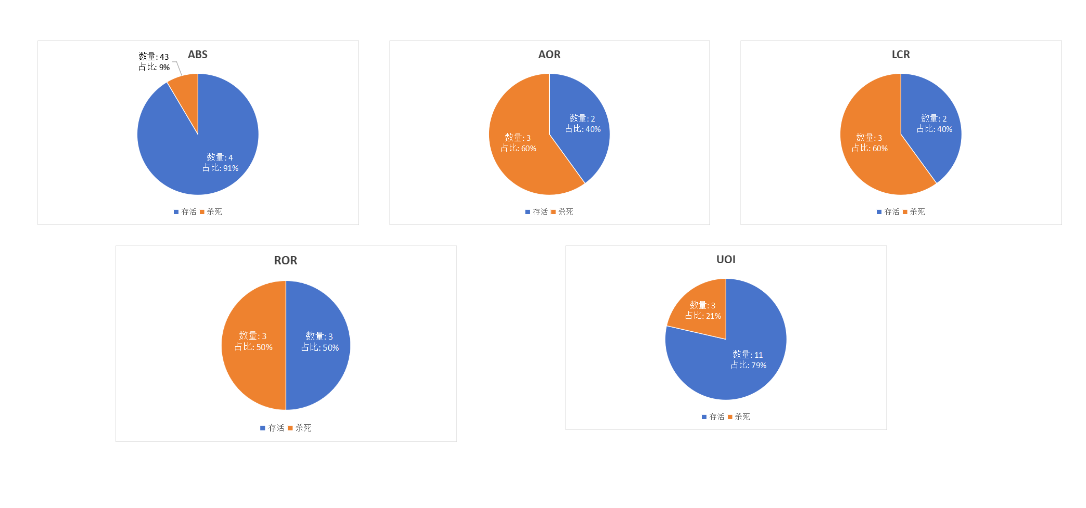 ABS
数量: 43
占比: 9%
数量: 4
占比: 91%
存活 杀死
AOR
数量: 2
占比: 40%
数量: 3
占比: 60%
存活 杀死
LCR
数量: 2
占比: 40%
数量: 3
占比: 60%
存活 杀死
ROR
数量: 3
占比: 50%
数量: 3
占比: 50%
存活 杀死
UOI
数量: 3
占比: 21%
数量: 11
占比: 79%
存活 杀死